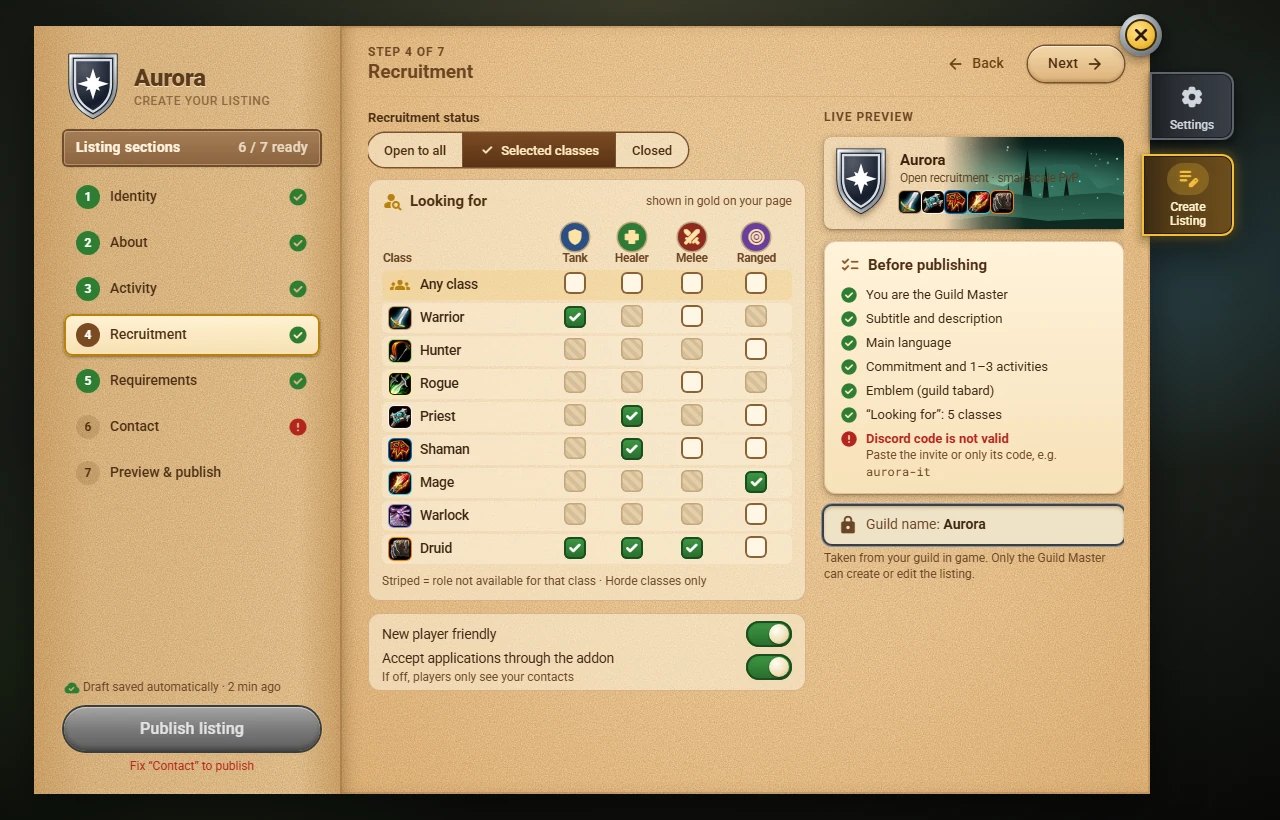 Aurora
CREATE YOUR LISTING
Listing sections 6 / 7 ready
1 Identity
2 About
3 Activity
4 Recruitment
5 Requirements
6 Contact
7 Preview & publish
Draft saved automatically · 2 min ago
Publish listing
Fix “Contact” to publish
STEP 4 OF 7
Recruitment
Back
Next
Recruitment status
Open to all
Selected classes
Closed
Looking for
shown in gold on your page
Class Tank Healer Melee Ranged
Any class
Warrior
Hunter
Rogue
Priest
Shaman
Mage
Warlock
Druid
Striped = role not available for that class · Horde classes only
New player friendly
Accept applications through the addon
If off, players only see your contacts
LIVE PREVIEW
Aurora
Open recruitment · small-scale PvP
Before publishing
You are the Guild Master
Subtitle and description
Main language
Commitment and 1–3 activities
Emblem (guild tabard)
“Looking for”: 5 classes
Discord code is not valid
Paste the invite or only its code, e.g.
aurora-it
Guild name: Aurora
Taken from your guild in game. Only the Guild Master
can create or edit the listing.
Settings
Create
Listing